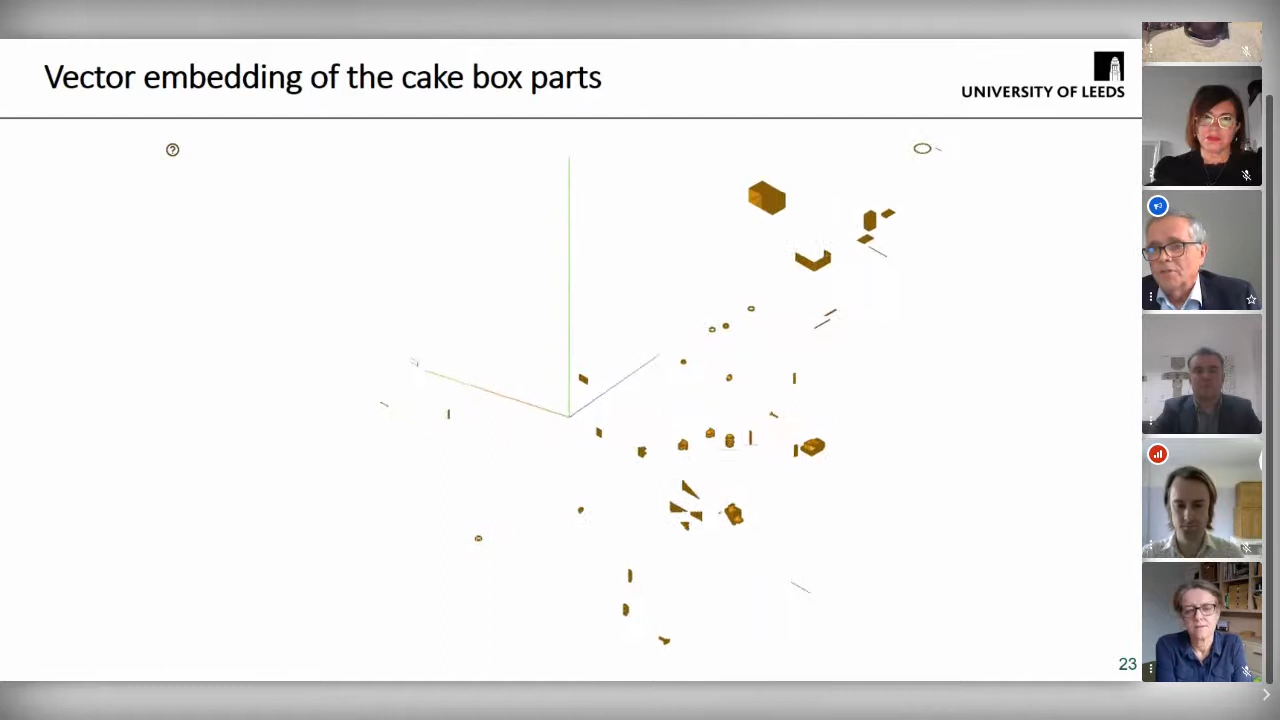 Vector embedding of the cake box parts
UNIVERSITY OF LEEDS
?
23